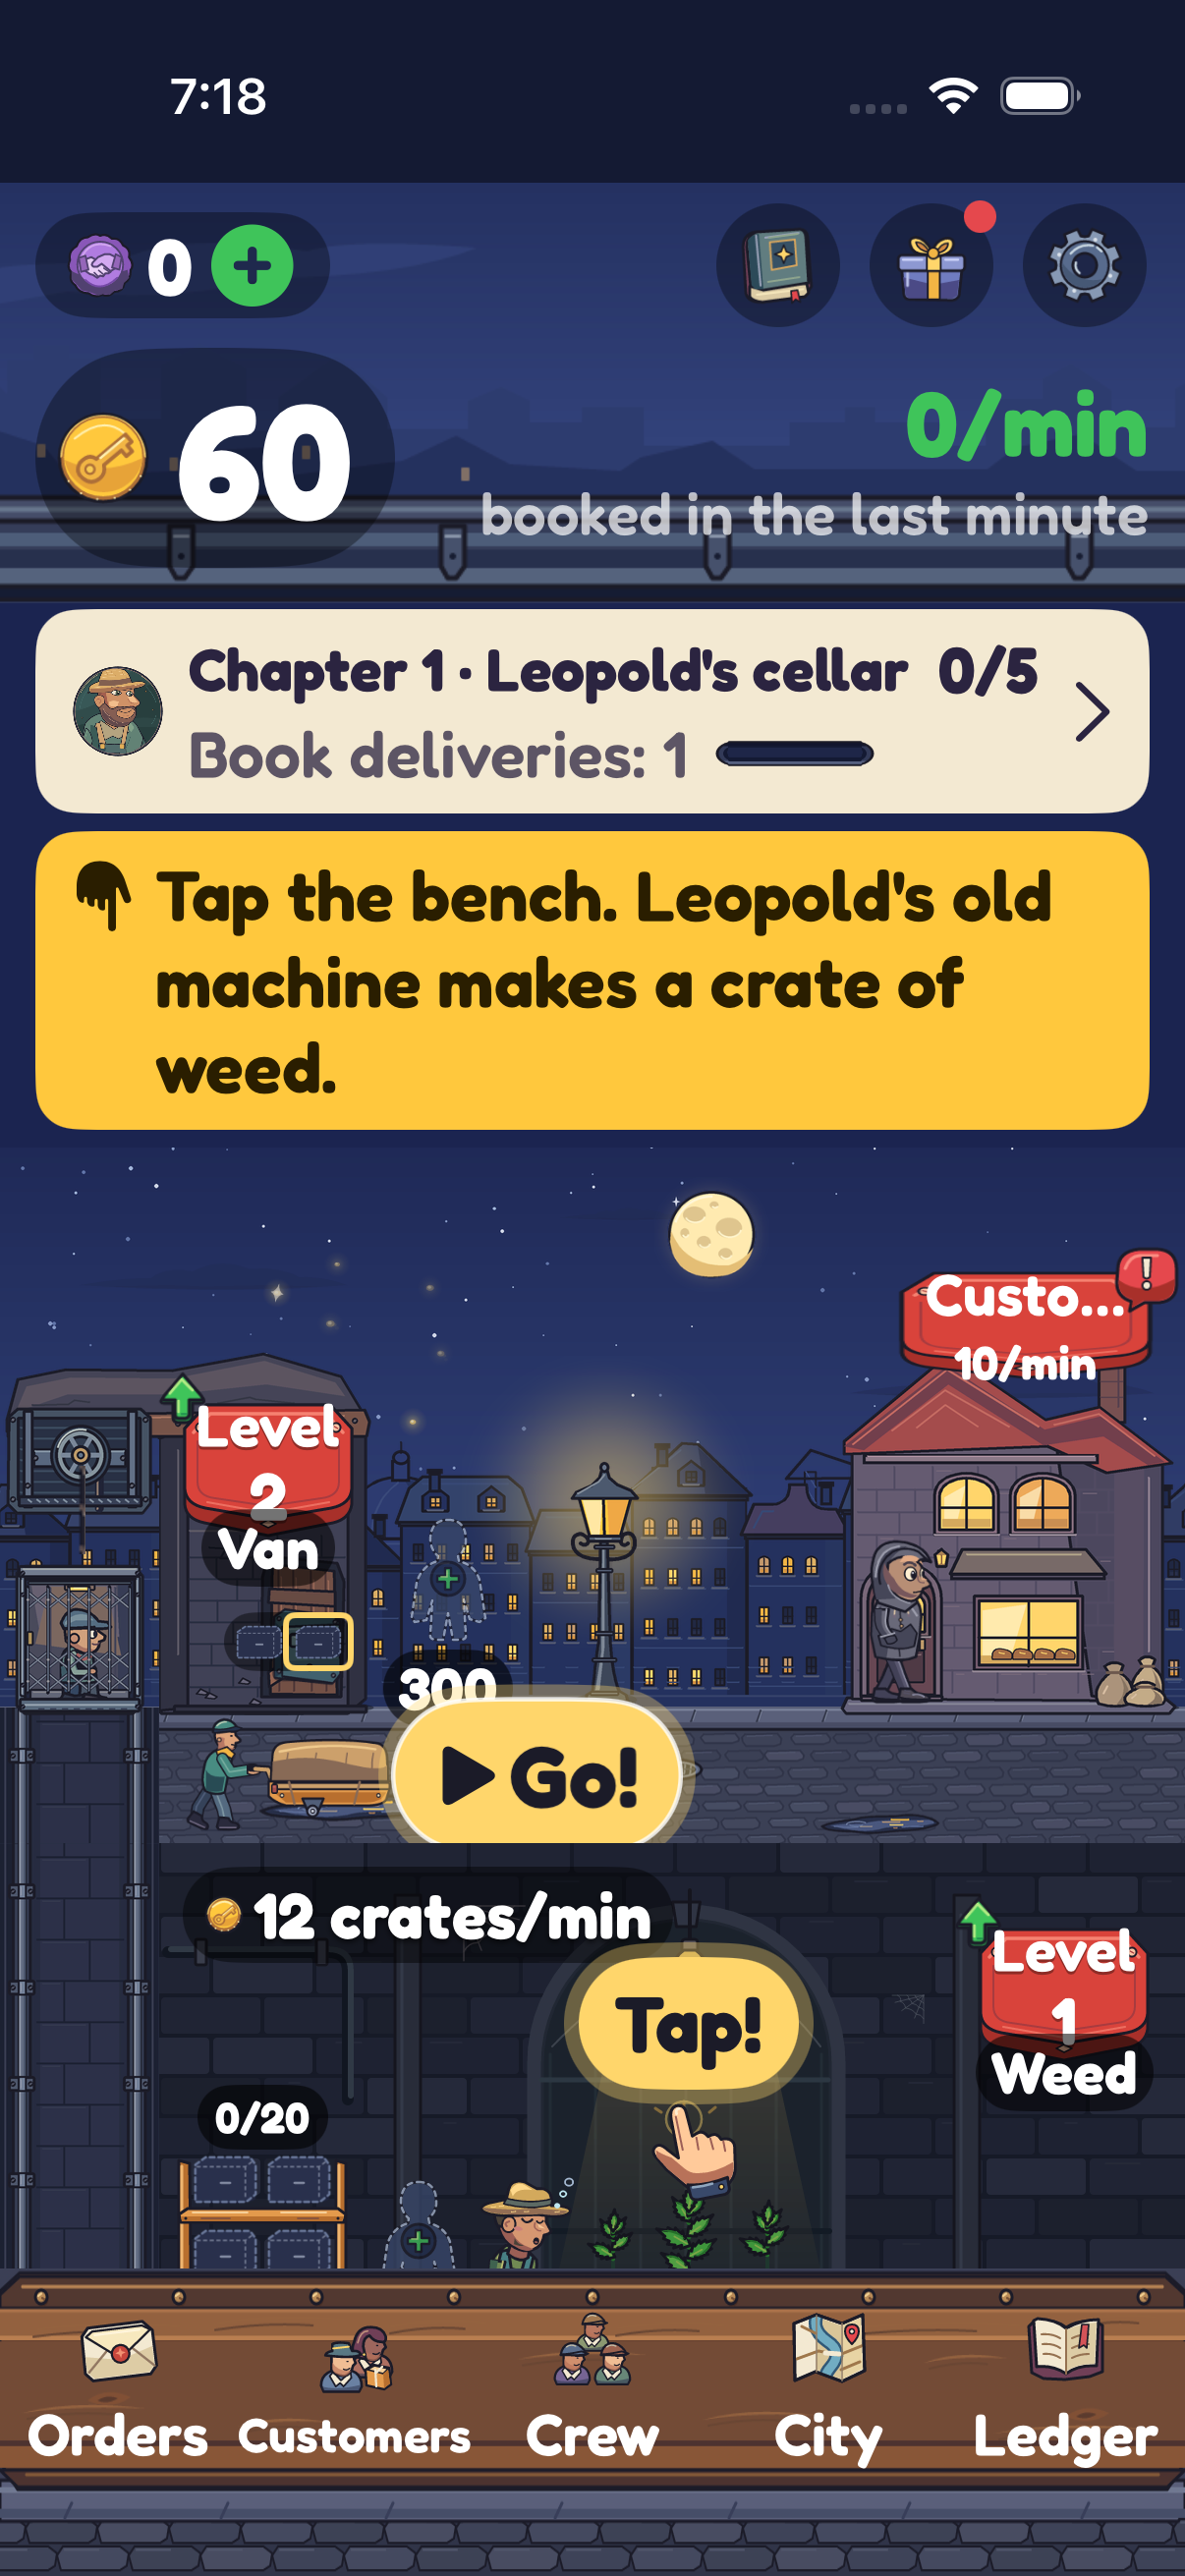 7:18
0
60
0/min
booked in the last minute
Chapter 1 · Leopold's cellar 0/5
Book deliveries: 1
Tap the bench. Leopold's old
machine makes a crate of
weed.
Custo...
10/min
Level
2
Van
300
Go!
12 crates/min
Tap!
Level
1
Weed
0/20
Orders
Customers
Crew
City
Ledger